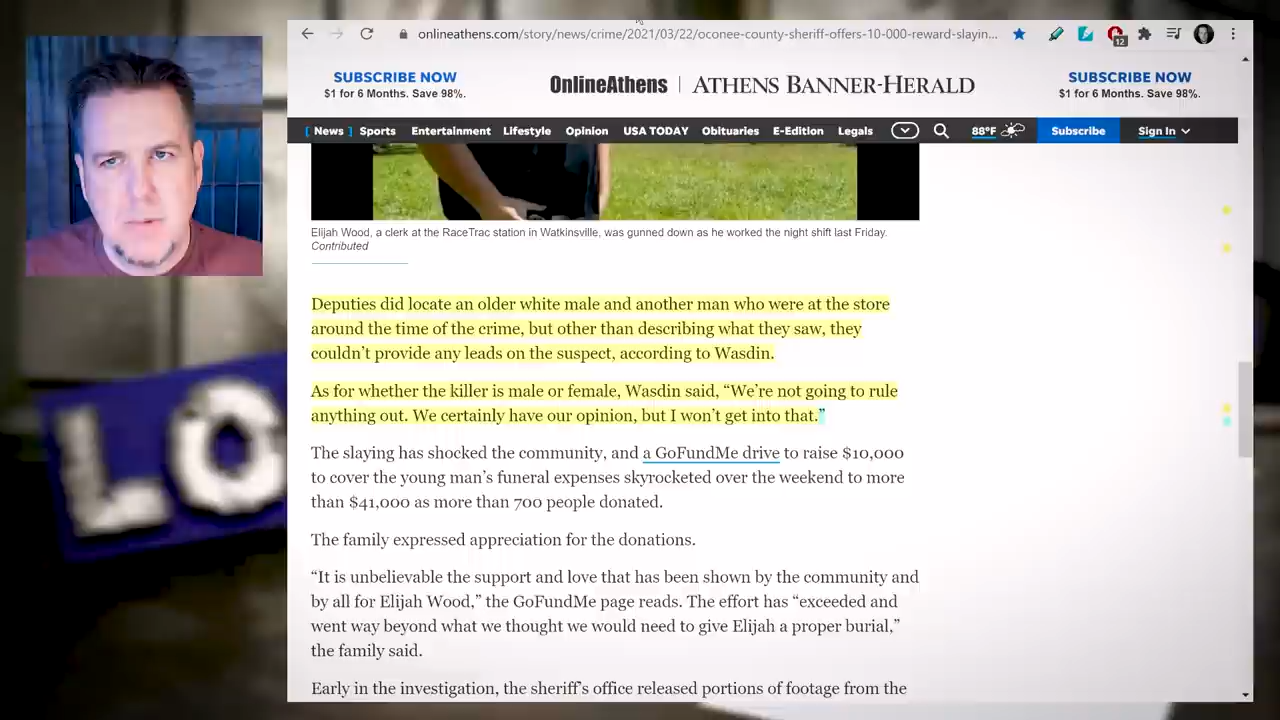 onlineathens.com/story/news/crime/2021/03/22/oconee-county-sheriff-offers-10-000-reward-slayin...
12
SUBSCRIBE NOW
$1 for 6 Months. Save 98%.
OnlineAthens | ATHENS BANNER-HERALD
SUBSCRIBE NOW
$1 for 6 Months. Save 98%.
[ News ] Sports Entertainment Lifestyle Opinion USA TODAY Obituaries E-Edition Legals 88°F Subscribe Sign In
Elijah Wood, a clerk at the RaceTrac station in Watkinsville, was gunned down as he worked the night shift last Friday.
Contributed
Deputies did locate an older white male and another man who were at the store
around the time of the crime, but other than describing what they saw, they
couldn’t provide any leads on the suspect, according to Wasdin.
As for whether the killer is male or female, Wasdin said, “We’re not going to rule
anything out. We certainly have our opinion, but I won’t get into that.”
The slaying has shocked the community, and a GoFundMe drive to raise $10,000
to cover the young man’s funeral expenses skyrocketed over the weekend to more
than $41,000 as more than 700 people donated.
The family expressed appreciation for the donations.
“It is unbelievable the support and love that has been shown by the community and
by all for Elijah Wood,” the GoFundMe page reads. The effort has “exceeded and
went way beyond what we thought we would need to give Elijah a proper burial,”
the family said.
Early in the investigation, the sheriff’s office released portions of footage from the
LO